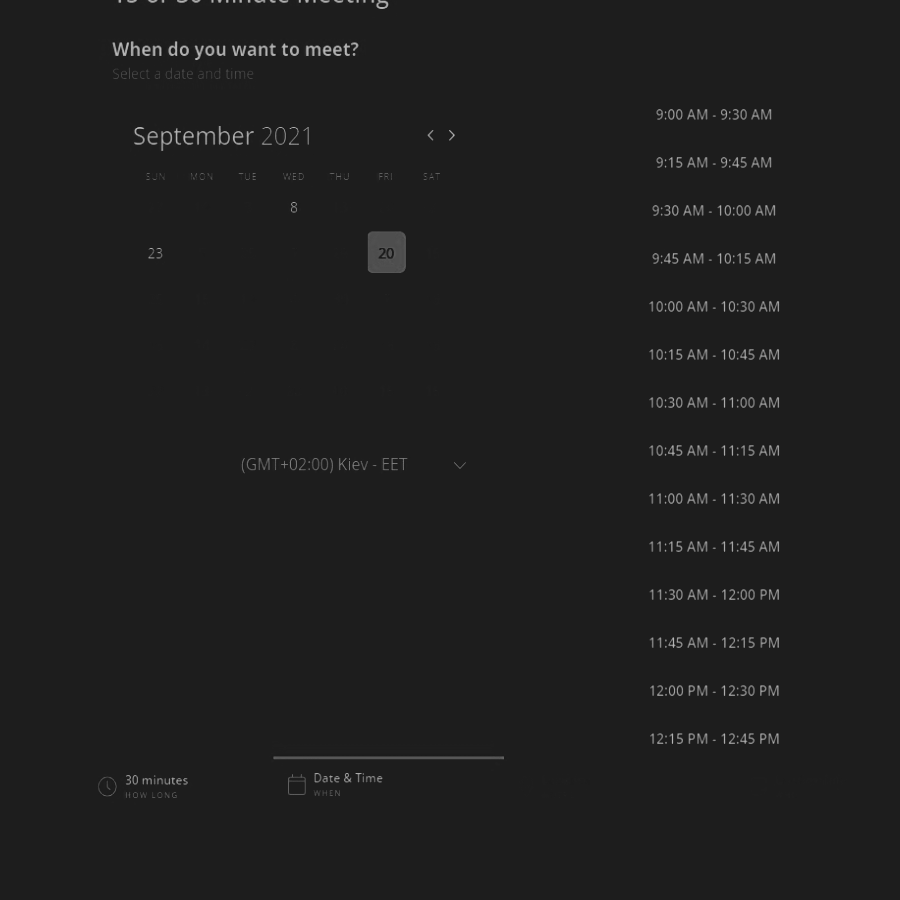 15 or 30 Minute Meeting
When do you want to meet?
Select a date and time
September 2021
SUN MON TUE WED THU FRI SAT
8
23 20
(GMT+02:00) Kiev - EET
9:00 AM - 9:30 AM
9:15 AM - 9:45 AM
9:30 AM - 10:00 AM
9:45 AM - 10:15 AM
10:00 AM - 10:30 AM
10:15 AM - 10:45 AM
10:30 AM - 11:00 AM
10:45 AM - 11:15 AM
11:00 AM - 11:30 AM
11:15 AM - 11:45 AM
11:30 AM - 12:00 PM
11:45 AM - 12:15 PM
12:00 PM - 12:30 PM
12:15 PM - 12:45 PM
30 minutes
HOW LONG
Date & Time
WHEN